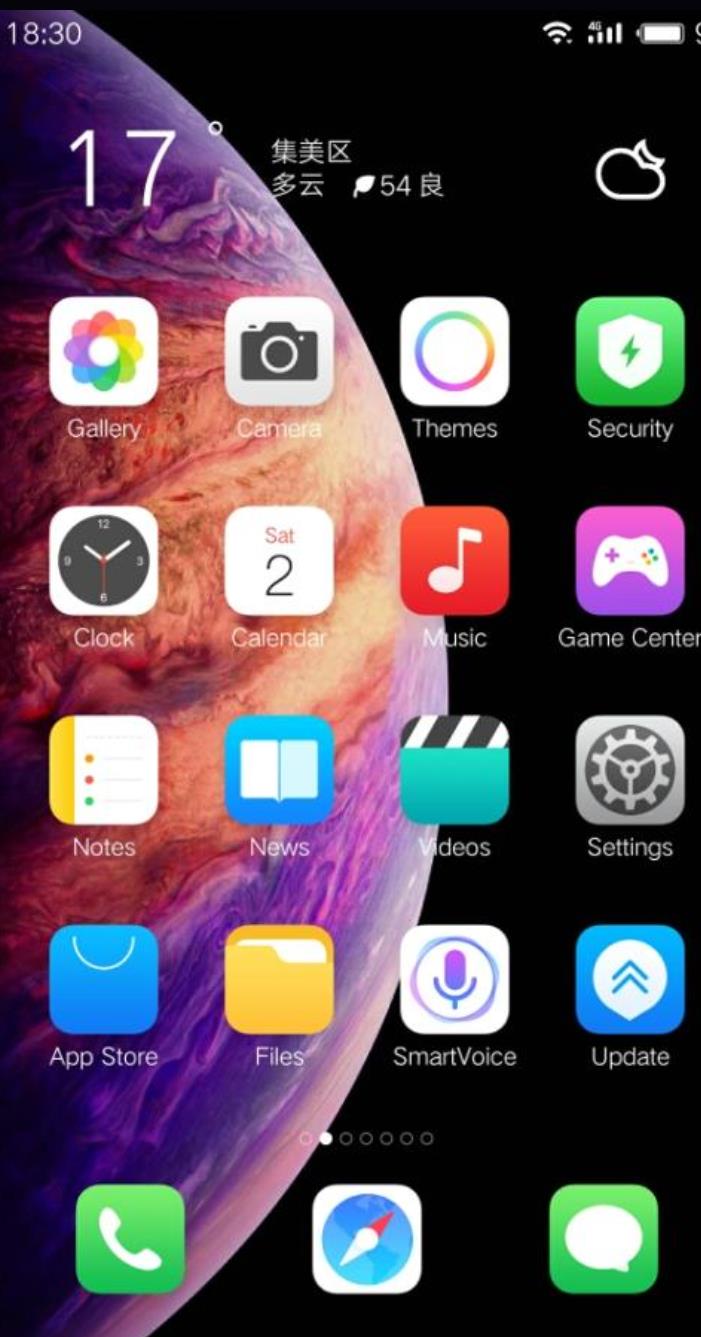 18:30 4G
17°
集美区
多云 54 良
Gallery Camera Themes Security
12
9 3
6
Sat
2
Clock Calendar Music Game Center
Notes News Videos Settings
App Store Files SmartVoice Update